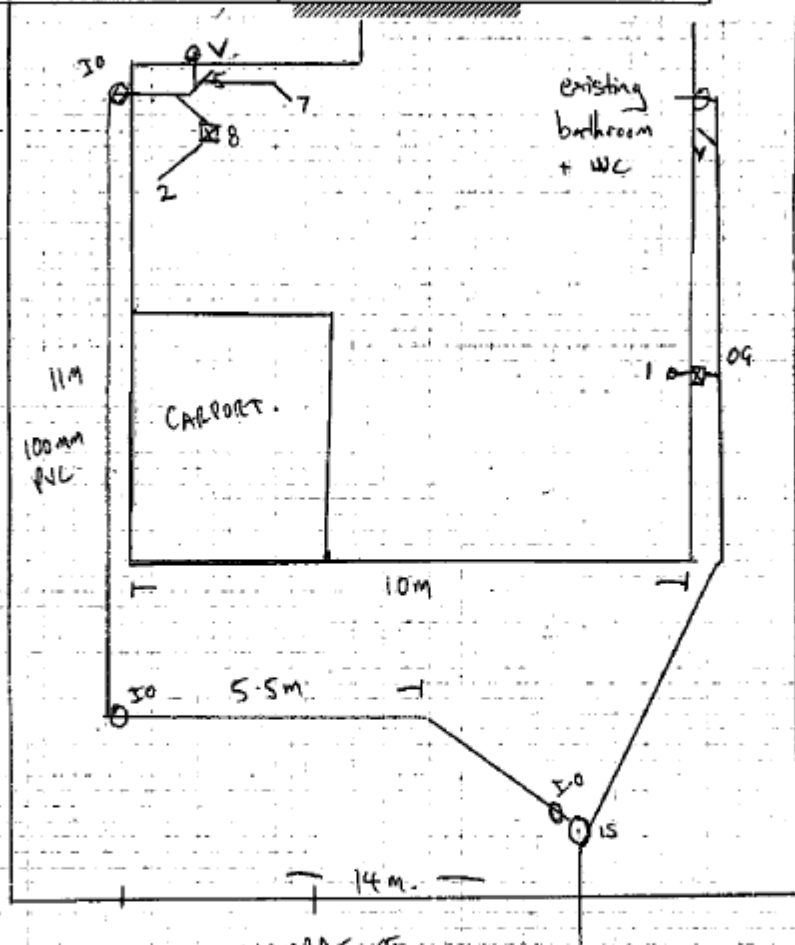 V.
IO
5
7
8
2
existing
bathroom
+ WC
V
OG
1
11M
100mm
PVC
CARPORT.
10m
IO
5.5m
I.O
IS
14m.